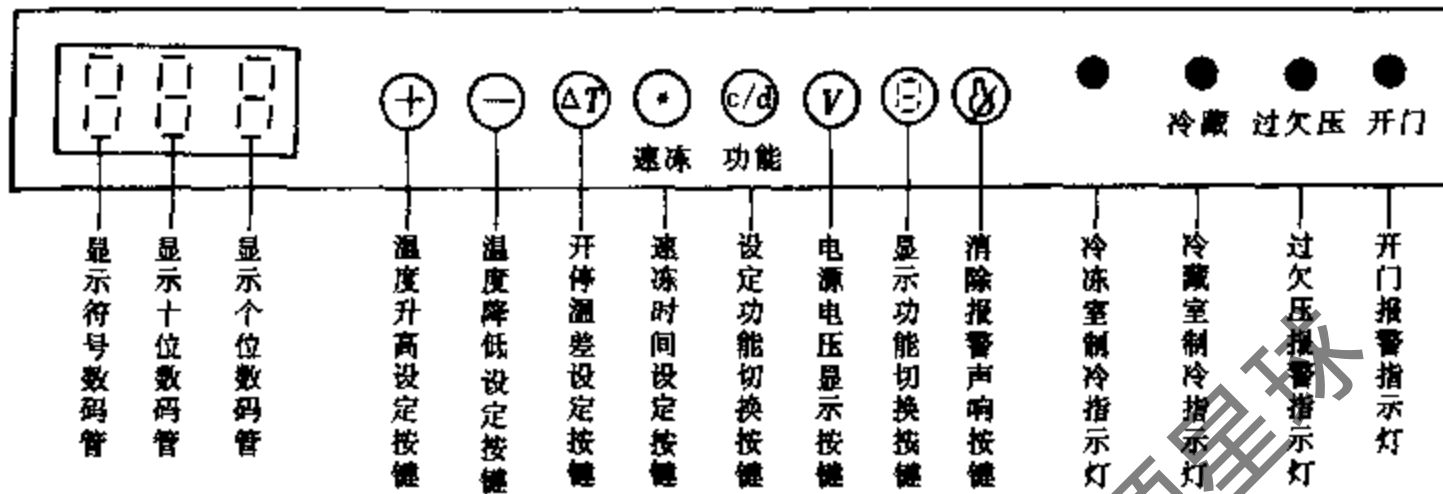 +
−
ΔT
*
c/d
V
8
冷藏
过欠压
开门
速冻
功能
显示符号数码管
显示十位数码管
显示个位数码管
温度升高设定按键
温度降低设定按键
开停温差设定按键
速冻时间设定按键
设定功能切换按键
电源电压显示按键
显示功能切换按键
消除报警声响按键
冷冻室制冷指示灯
冷藏室制冷指示灯
过欠压报警指示灯
开门报警指示灯
星球